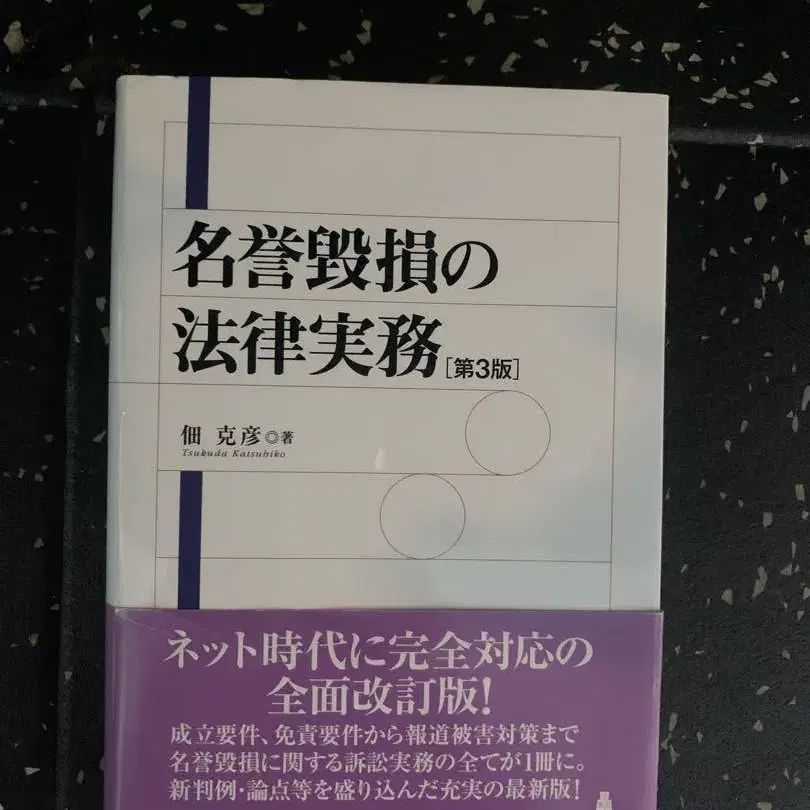 名誉毀損の
法律実務[第3版]
佃 克彦◎著
Tsukuda Katsuhiko
ネット時代に完全対応の
全面改訂版!
成立要件、免責要件から報道被害対策まで
名誉毀損に関する訴訟実務の全てが1冊に。
新判例・論点等を盛り込んだ充実の最新版!